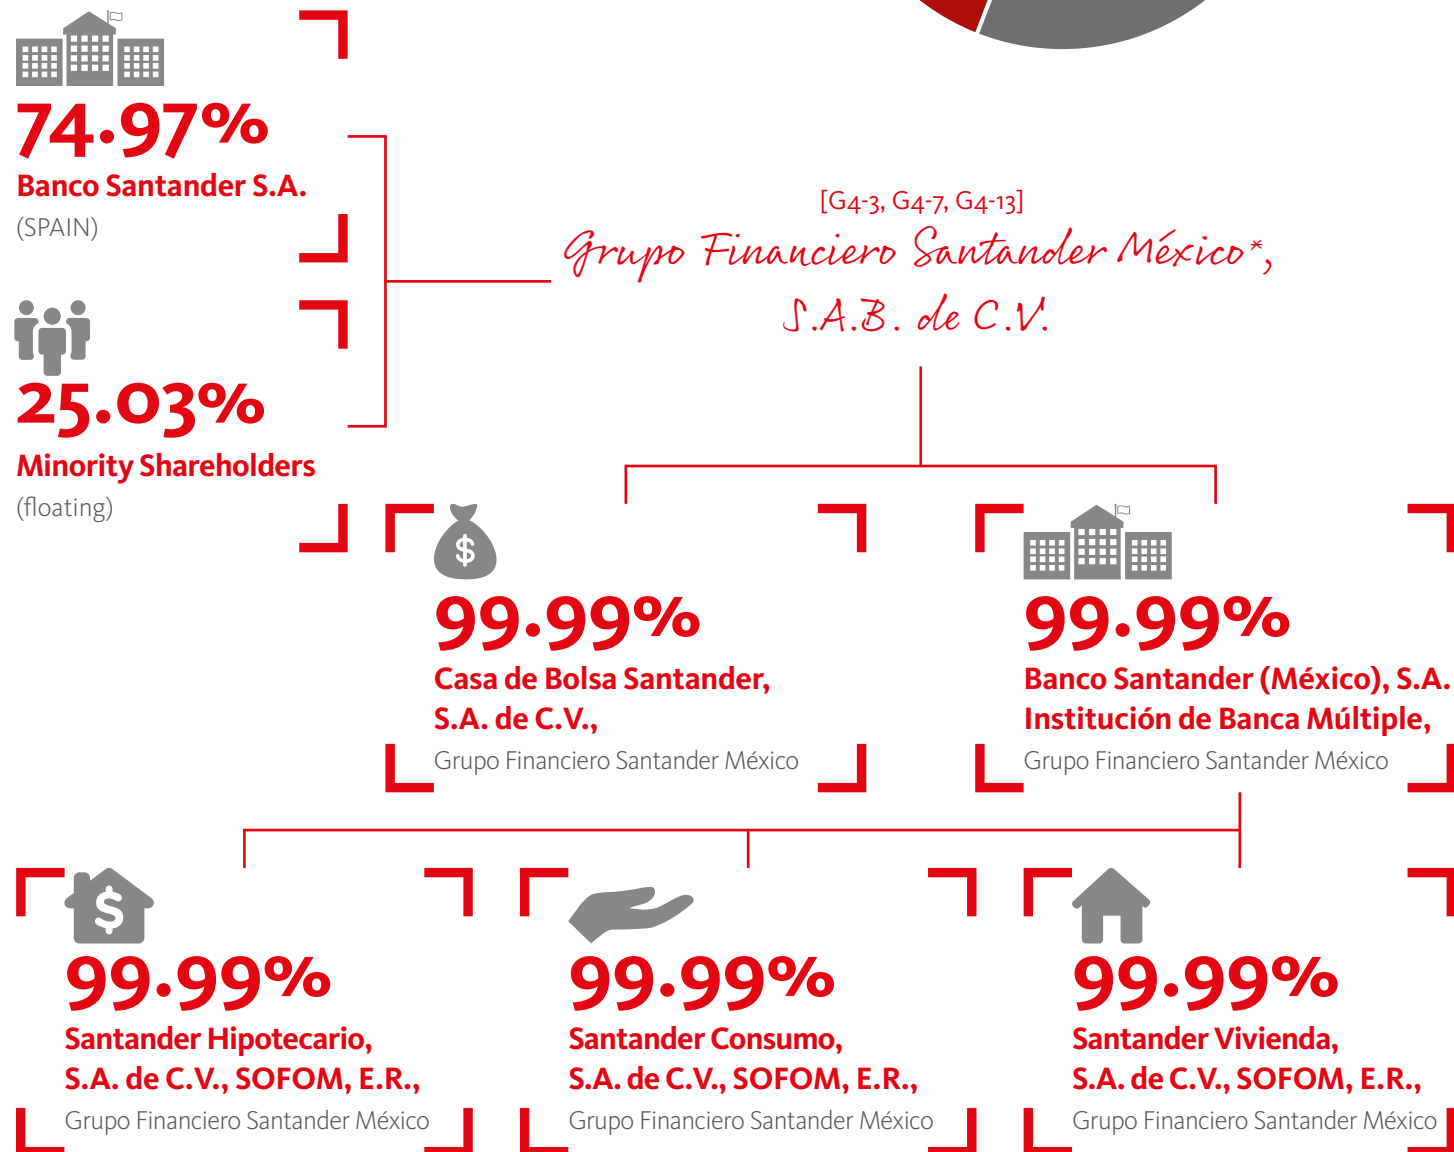 74.97%
Banco Santander S.A.
(SPAIN)
[G4-3, G4-7, G4-13]
Grupo Financiero Santander México*,
S.A.B. de C.V.
25.03%
Minority Shareholders
(floating)
$
99.99%
Casa de Bolsa Santander,
S.A. de C.V.,
Grupo Financiero Santander México
99.99%
Banco Santander (México), S.A.
Institución de Banca Múltiple,
Grupo Financiero Santander México
$
99.99%
Santander Hipotecario,
S.A. de C.V., SOFOM, E.R.,
Grupo Financiero Santander México
99.99%
Santander Consumo,
S.A. de C.V., SOFOM, E.R.,
Grupo Financiero Santander México
99.99%
Santander Vivienda,
S.A. de C.V., SOFOM, E.R.,
Grupo Financiero Santander México